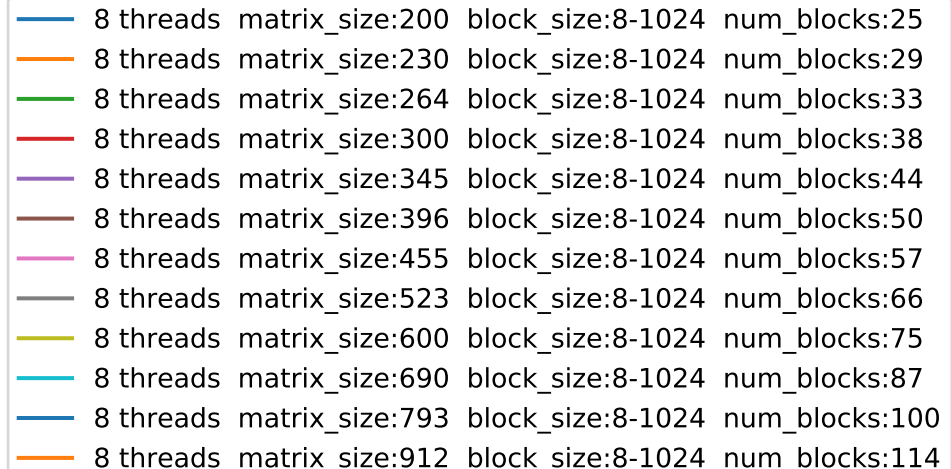 8 threads matrix_size:200 block_size:8-1024 num_blocks:25
8 threads matrix_size:230 block_size:8-1024 num_blocks:29
8 threads matrix_size:264 block_size:8-1024 num_blocks:33
8 threads matrix_size:300 block_size:8-1024 num_blocks:38
8 threads matrix_size:345 block_size:8-1024 num_blocks:44
8 threads matrix_size:396 block_size:8-1024 num_blocks:50
8 threads matrix_size:455 block_size:8-1024 num_blocks:57
8 threads matrix_size:523 block_size:8-1024 num_blocks:66
8 threads matrix_size:600 block_size:8-1024 num_blocks:75
8 threads matrix_size:690 block_size:8-1024 num_blocks:87
8 threads matrix_size:793 block_size:8-1024 num_blocks:100
8 threads matrix_size:912 block_size:8-1024 num_blocks:114